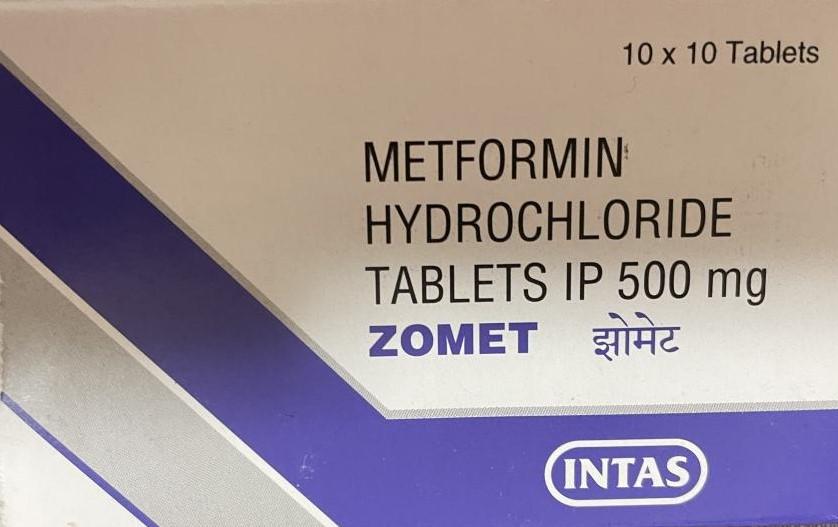 10 x 10 Tablets
METFORMIN
HYDROCHLORIDE
TABLETS IP 500 mg
ZOMET झोमेट
INTAS